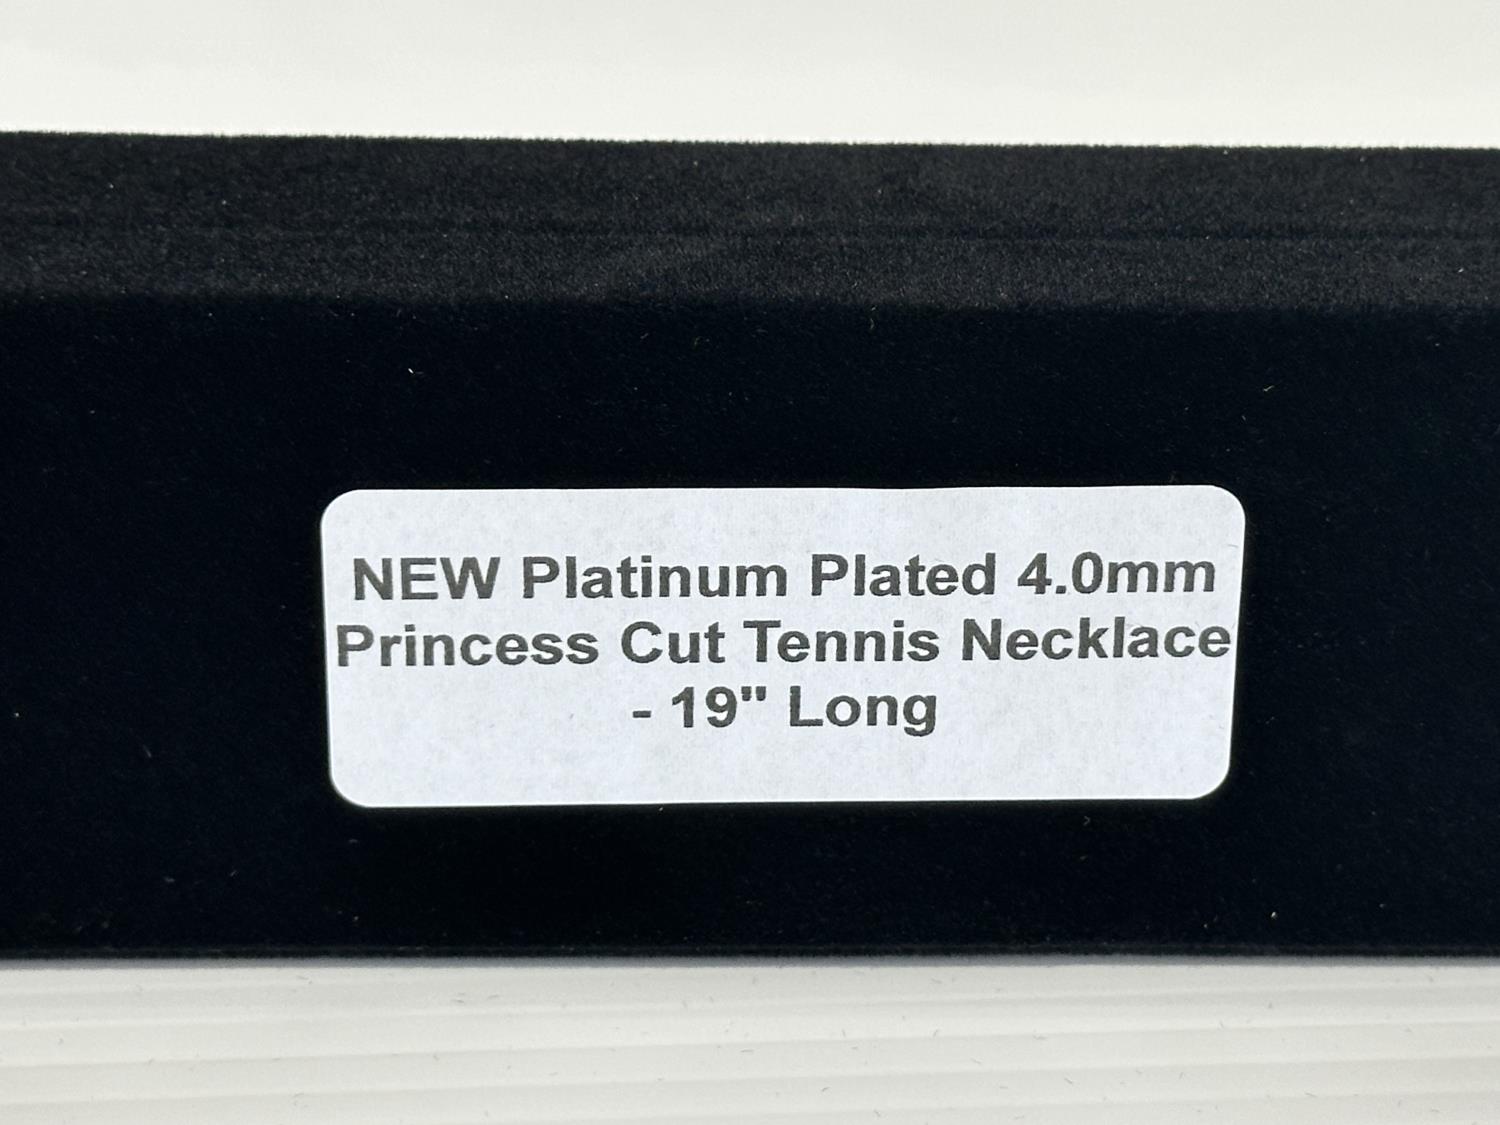 NEW Platinum Plated 4.0mm
Princess Cut Tennis Necklace
- 19" Long